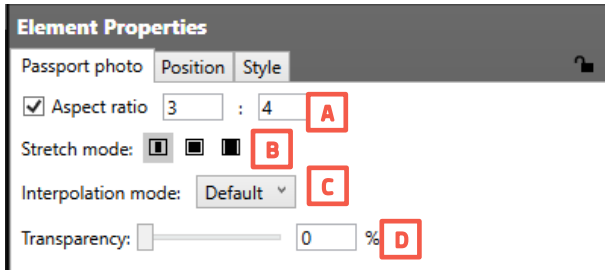 Element Properties
Passport photo Position Style
Aspect ratio 3 : 4 A
Stretch mode: B
Interpolation mode: Default C
Transparency: 0 % D